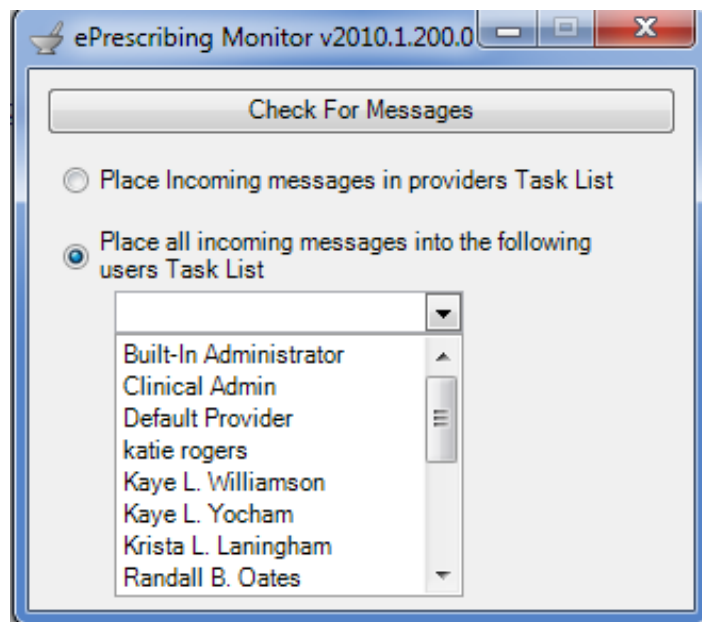 ePrescribing Monitor v2010.1.200.0
Check For Messages
Place Incoming messages in providers Task List
Place all incoming messages into the following
users Task List
Built-In Administrator
Clinical Admin
Default Provider
katie rogers
Kaye L. Williamson
Kaye L. Yocham
Krista L. Laningham
Randall B. Oates